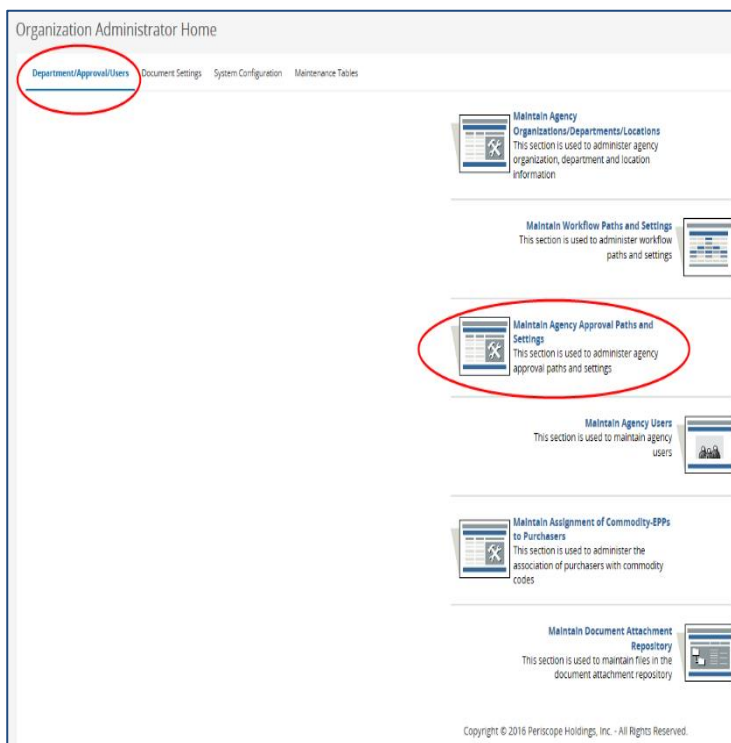 Organization Administrator Home
Department/Approval/Users Document Settings System Configuration Maintenance Tables
Maintain Agency
Organizations/Departments/Locations
This section is used to administer agency
organization, department and location
information
Maintain Workflow Paths and Settings
This section is used to administer workflow
paths and settings
Maintain Agency Approval Paths and
Settings
This section is used to administer agency
approval paths and settings
Maintain Agency Users
This section is used to maintain agency
users
Maintain Assignment of Commodity-EPPs
to Purchasers
This section is used to administer the
association of purchasers with commodity
codes
Maintain Document Attachment
Repository
This section is used to maintain files in the
document attachment repository
Copyright © 2016 Periscope Holdings, Inc. - All Rights Reserved.